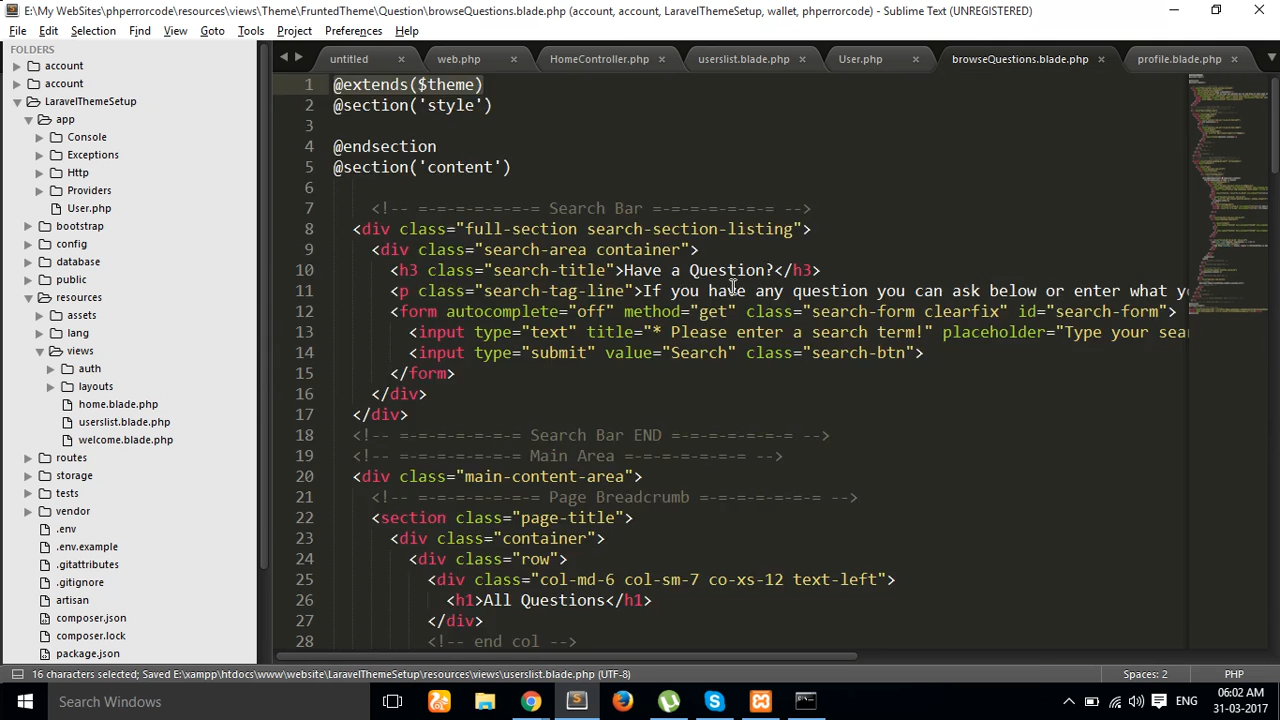 E:\My WebSites\phperrorcode\resources\views\Theme\FruntedTheme\Question\browseQuestions.blade.php (account, account, LaravelThemeSetup, wallet, phperrorcode) - Sublime Text (UNREGISTERED)
File Edit Selection Find View Goto Tools Project Preferences Help
FOLDERS
account
account
LaravelThemeSetup
app
Console
Exceptions
Http
Providers
User.php
bootstrap
config
database
public
resources
assets
lang
views
auth
layouts
home.blade.php
userslist.blade.php
welcome.blade.php
routes
storage
tests
vendor
.env
.env.example
.gitattributes
.gitignore
artisan
composer.json
composer.lock
package.json
untitled web.php HomeController.php userslist.blade.php User.php browseQuestions.blade.php profile.blade.php
1 @extends($theme)
2 @section('style')
3
4 @endsection
5 @section('content')
6
7 <!-- =-=-=-=-=-=-= Search Bar =-=-=-=-=-=-= -->
8 <div class="full-section search-section-listing">
9 <div class="search-area container">
10 <h3 class="search-title">Have a Question?</h3>
11 <p class="search-tag-line">If you have any question you can ask below or enter what yo
12 <form autocomplete="off" method="get" class="search-form clearfix" id="search-form">
13 <input type="text" title="* Please enter a search term!" placeholder="Type your sear
14 <input type="submit" value="Search" class="search-btn">
15 </form>
16 </div>
17 </div>
18 <!-- =-=-=-=-=-=-= Search Bar END =-=-=-=-=-=-= -->
19 <!-- =-=-=-=-=-=-= Main Area =-=-=-=-=-=-= -->
20 <div class="main-content-area">
21 <!-- =-=-=-=-=-=-= Page Breadcrumb =-=-=-=-=-=-= -->
22 <section class="page-title">
23 <div class="container">
24 <div class="row">
25 <div class="col-md-6 col-sm-7 co-xs-12 text-left">
26 <h1>All Questions</h1>
27 </div>
28 <!-- end col -->
16 characters selected; Saved E:\xampp\htdocs\www\website\LaravelThemeSetup\resources\views\userslist.blade.php (UTF-8) Spaces: 2 PHP
Search Windows
ENG
06:02 AM
31-03-2017